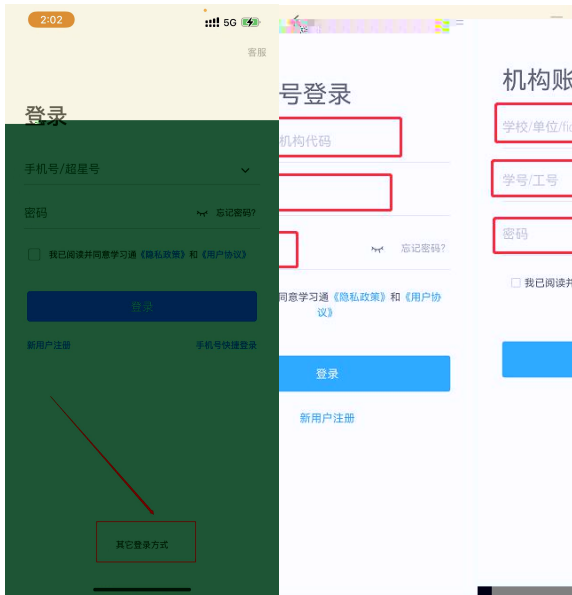 2:02
5G
客服
登录
手机号/超星号
密码
忘记密码?
我已阅读并同意学习通《隐私政策》和《用户协议》
登录
新用户注册
手机号快捷登录
其它登录方式
号登录
机构代码
忘记密码?
同意学习通《隐私政策》和《用户协
议》
登录
新用户注册
机构账
学校/单位/fid
学号/工号
密码
我已阅读并